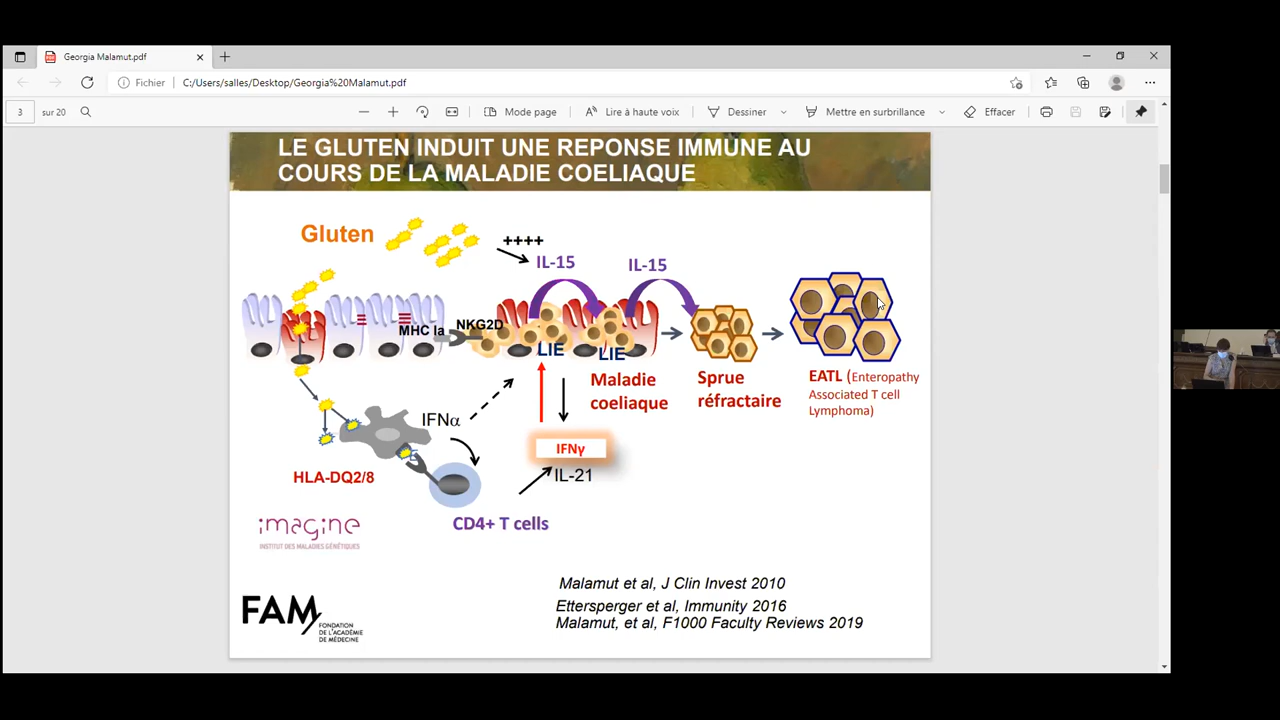 Georgia Malamut.pdf
Fichier
C:/Users/salles/Desktop/Georgia%20Malamut.pdf
3 sur 20
Mode page
Lire à haute voix
Dessiner
Mettre en surbrillance
Effacer
LE GLUTEN INDUIT UNE REPONSE IMMUNE AU
COURS DE LA MALADIE COELIAQUE
Gluten
++++
IL-15
IL-15
MHC Ia
NKG2D
LIE
LIE
Maladie
coeliaque
Sprue
réfractaire
EATL (Enteropathy
Associated T cell
Lymphoma)
IFNα
IFNγ
IL-21
HLA-DQ2/8
CD4+ T cells
imagine
INSTITUT DES MALADIES GÉNÉTIQUES
Malamut et al, J Clin Invest 2010
Ettersperger et al, Immunity 2016
Malamut, et al, F1000 Faculty Reviews 2019
FAM
FONDATION
DE L'ACADÉMIE
DE MÉDECINE